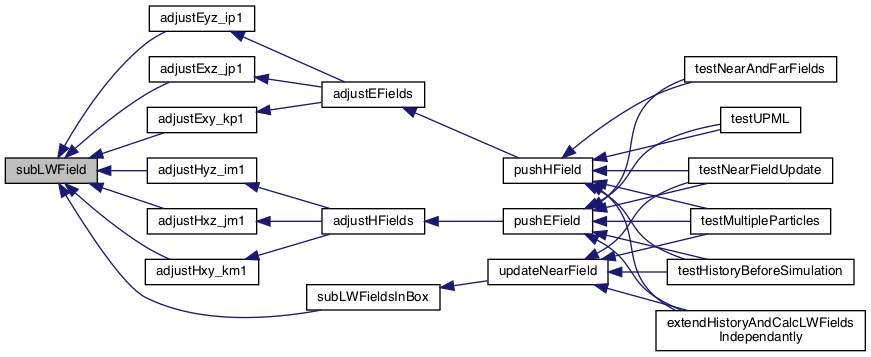 subLWField
adjustEyz_ip1
adjustExz_jp1
adjustExy_kp1
adjustHyz_im1
adjustHxz_jm1
adjustHxy_km1
subLWFieldsInBox
adjustEFields
adjustHFields
pushHField
pushEField
updateNearField
testNearAndFarFields
testUPML
testNearFieldUpdate
testMultipleParticles
testHistoryBeforeSimulation
extendHistoryAndCalcLWFields
Independantly